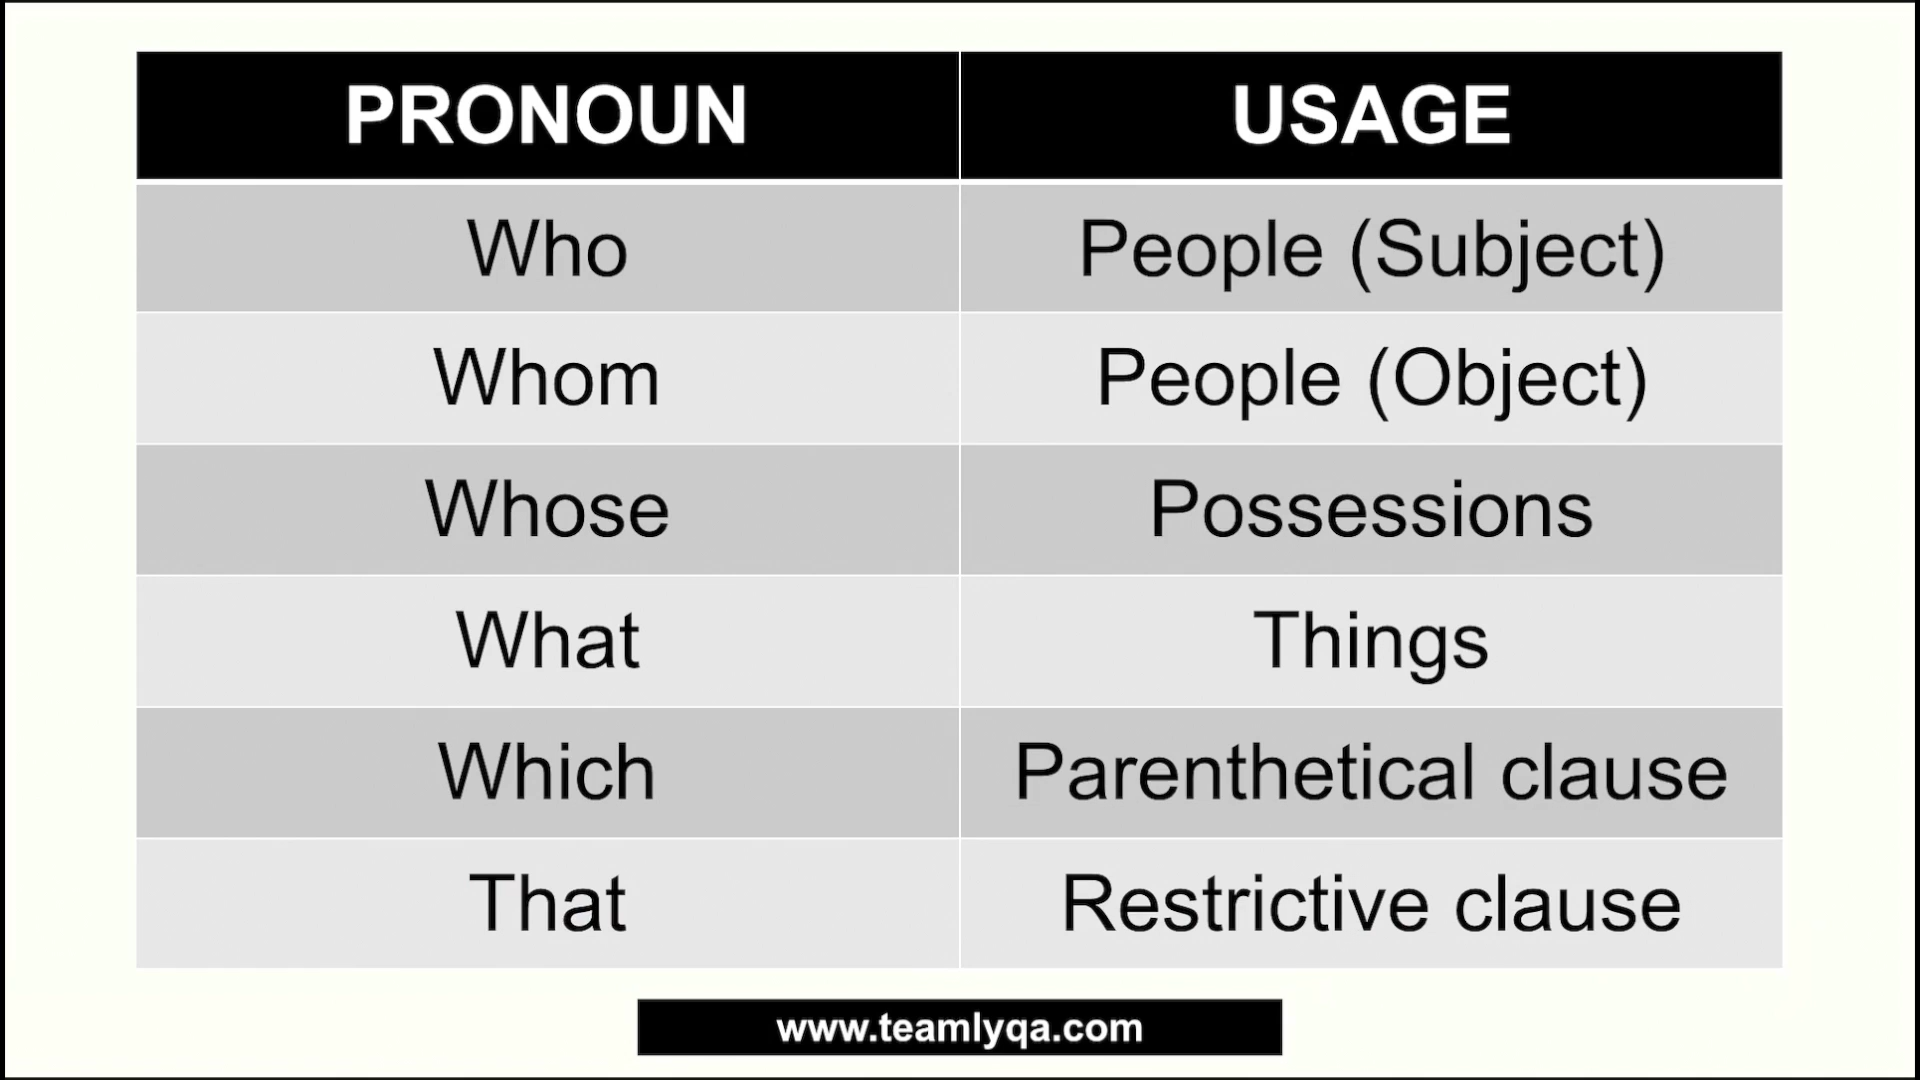 PRONOUN USAGE
Who People (Subject)
Whom People (Object)
Whose Possessions
What Things
Which Parenthetical clause
That Restrictive clause
www.teamlyqa.com